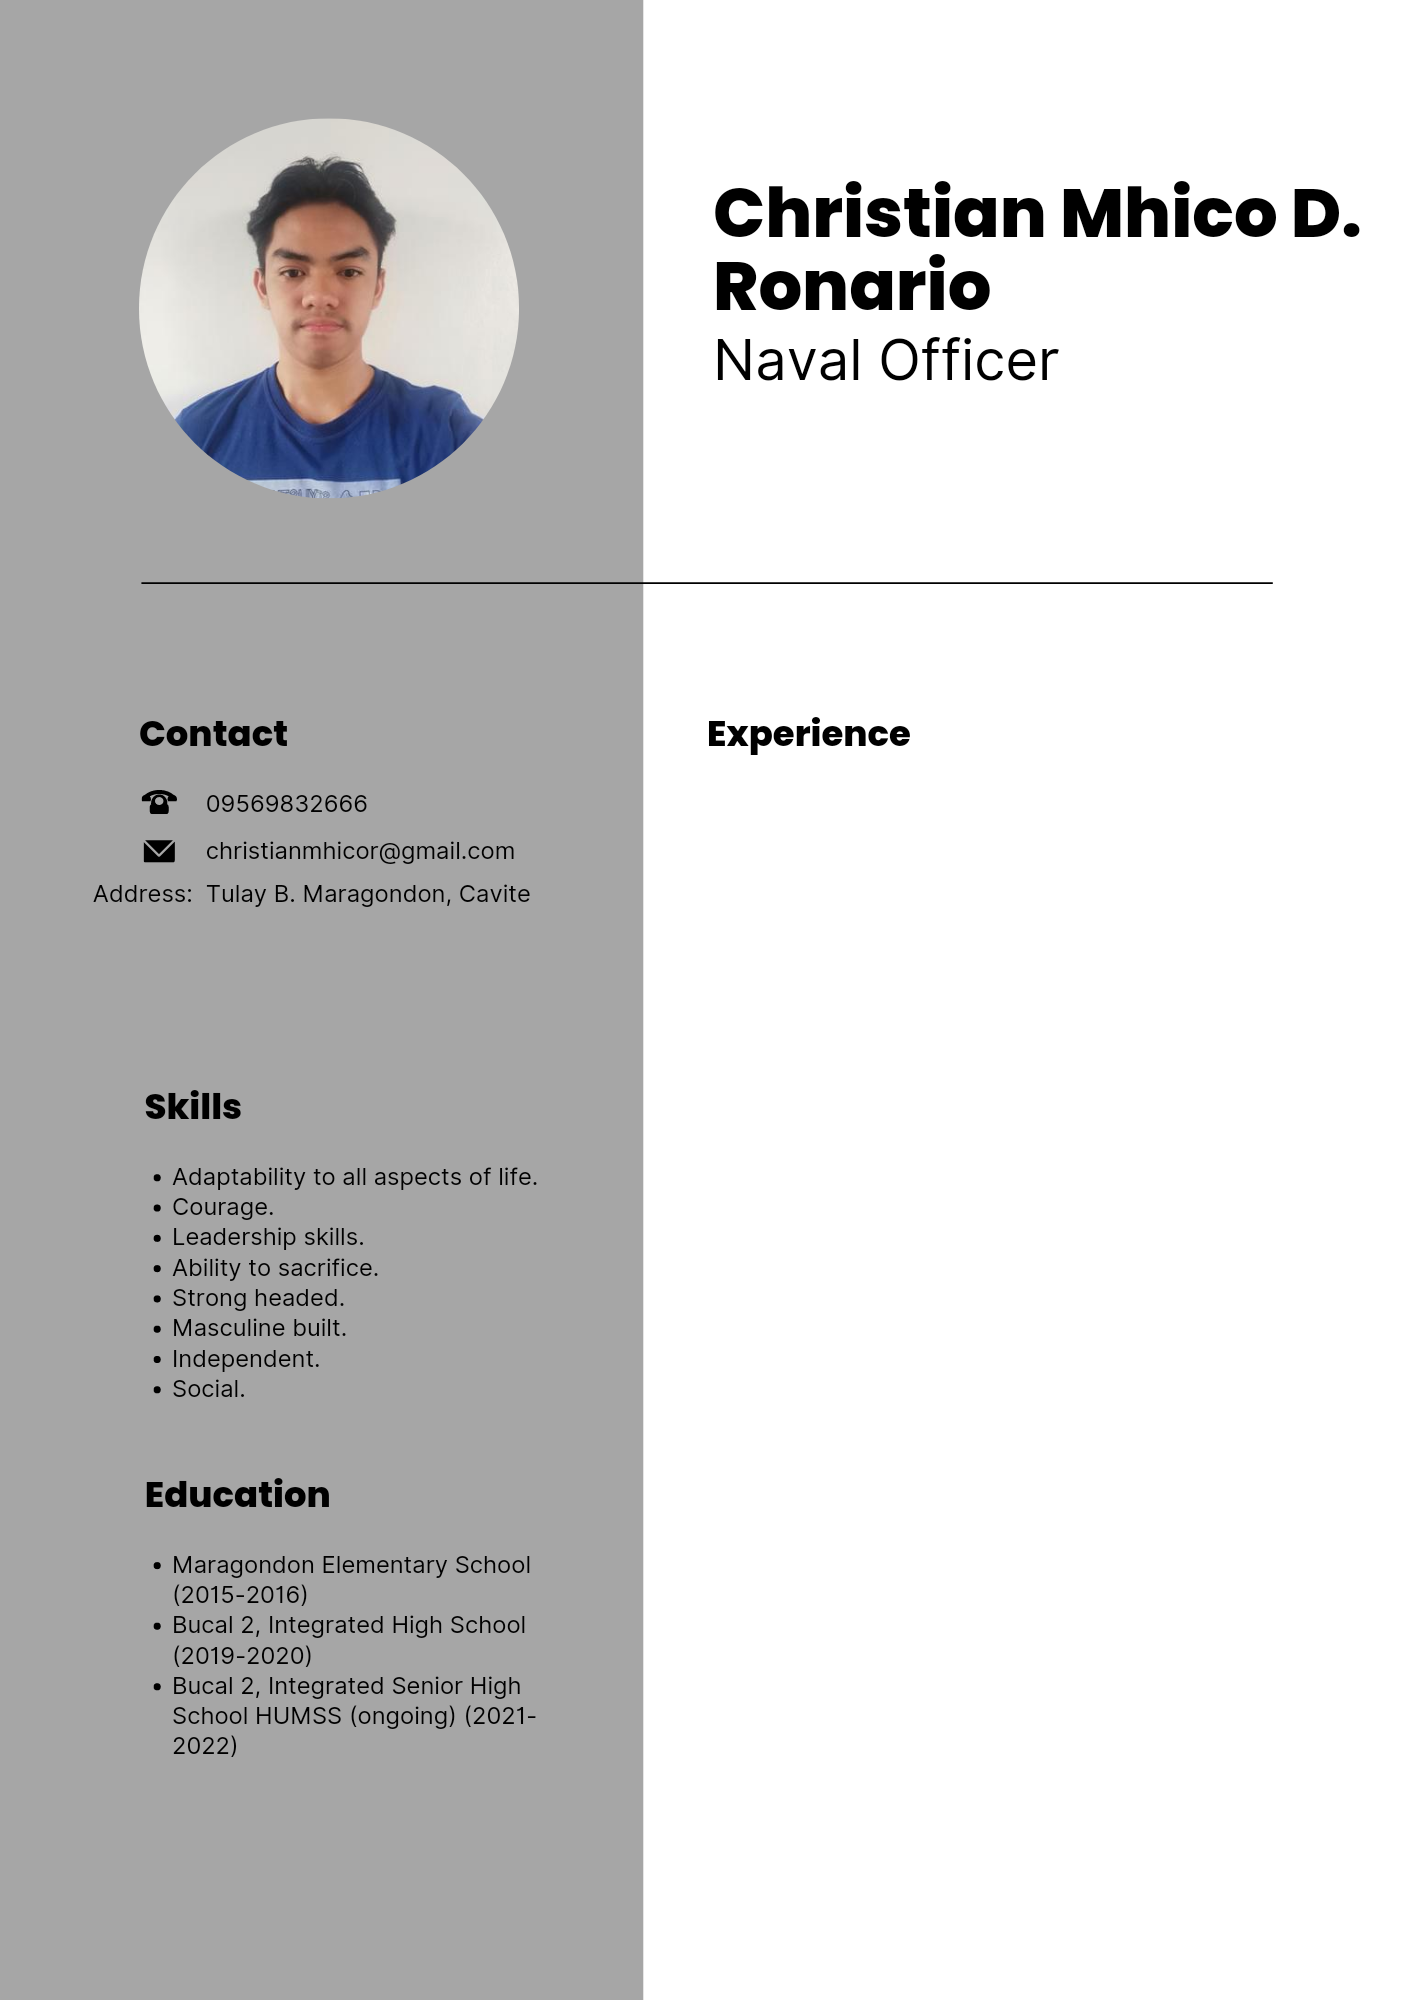 Christian Mhico D.
Ronario
Naval Officer
Contact
09569832666
christianmhicor@gmail.com
Address: Tulay B. Maragondon, Cavite
Skills
• Adaptability to all aspects of life.
• Courage.
• Leadership skills.
• Ability to sacrifice.
• Strong headed.
• Masculine built.
• Independent.
• Social.
Education
• Maragondon Elementary School
(2015-2016)
• Bucal 2, Integrated High School
(2019-2020)
• Bucal 2, Integrated Senior High
School HUMSS (ongoing) (2021-
2022)
Experience